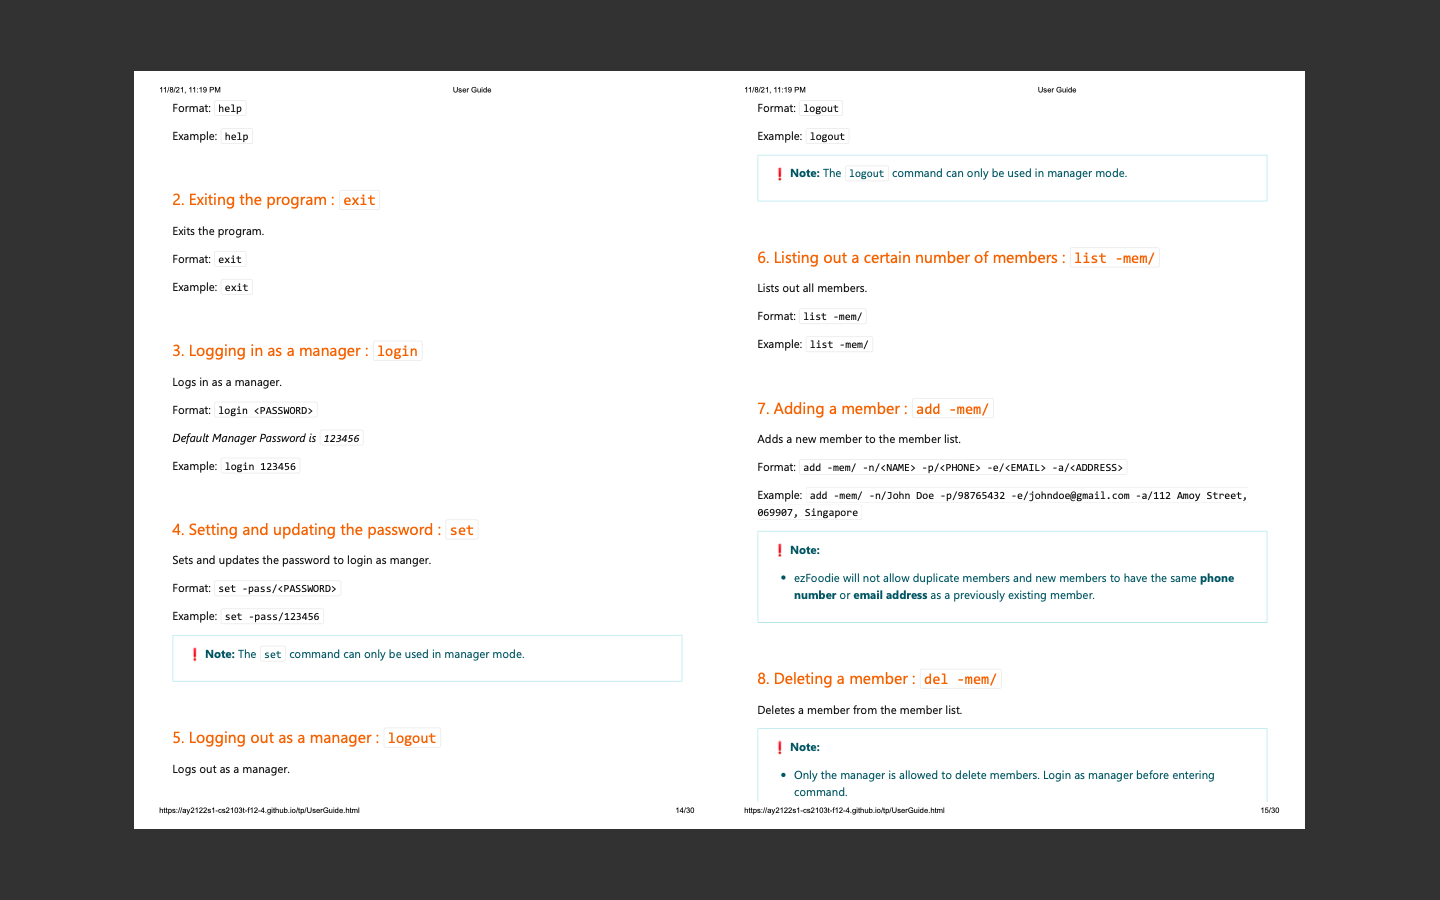 11/8/21, 11:19 PM
User Guide
Format: help
Example: help
2. Exiting the program : exit
Exits the program.
Format: exit
Example: exit
3. Logging in as a manager : login
Logs in as a manager.
Format: login <PASSWORD>
Default Manager Password is 123456
Example: login 123456
4. Setting and updating the password : set
Sets and updates the password to login as manger.
Format: set -pass/<PASSWORD>
Example: set -pass/123456
❗ Note: The set command can only be used in manager mode.
5. Logging out as a manager : logout
Logs out as a manager.
https://ay2122s1-cs2103t-f12-4.github.io/tp/UserGuide.html
14/30
11/8/21, 11:19 PM
User Guide
Format: logout
Example: logout
❗ Note: The logout command can only be used in manager mode.
6. Listing out a certain number of members : list -mem/
Lists out all members.
Format: list -mem/
Example: list -mem/
7. Adding a member : add -mem/
Adds a new member to the member list.
Format: add -mem/ -n/<NAME> -p/<PHONE> -e/<EMAIL> -a/<ADDRESS>
Example: add -mem/ -n/John Doe -p/98765432 -e/johndoe@gmail.com -a/112 Amoy Street,
069907, Singapore
❗ Note:
• ezFoodie will not allow duplicate members and new members to have the same phone
number or email address as a previously existing member.
8. Deleting a member : del -mem/
Deletes a member from the member list.
❗ Note:
• Only the manager is allowed to delete members. Login as manager before entering
command.
https://ay2122s1-cs2103t-f12-4.github.io/tp/UserGuide.html
15/30